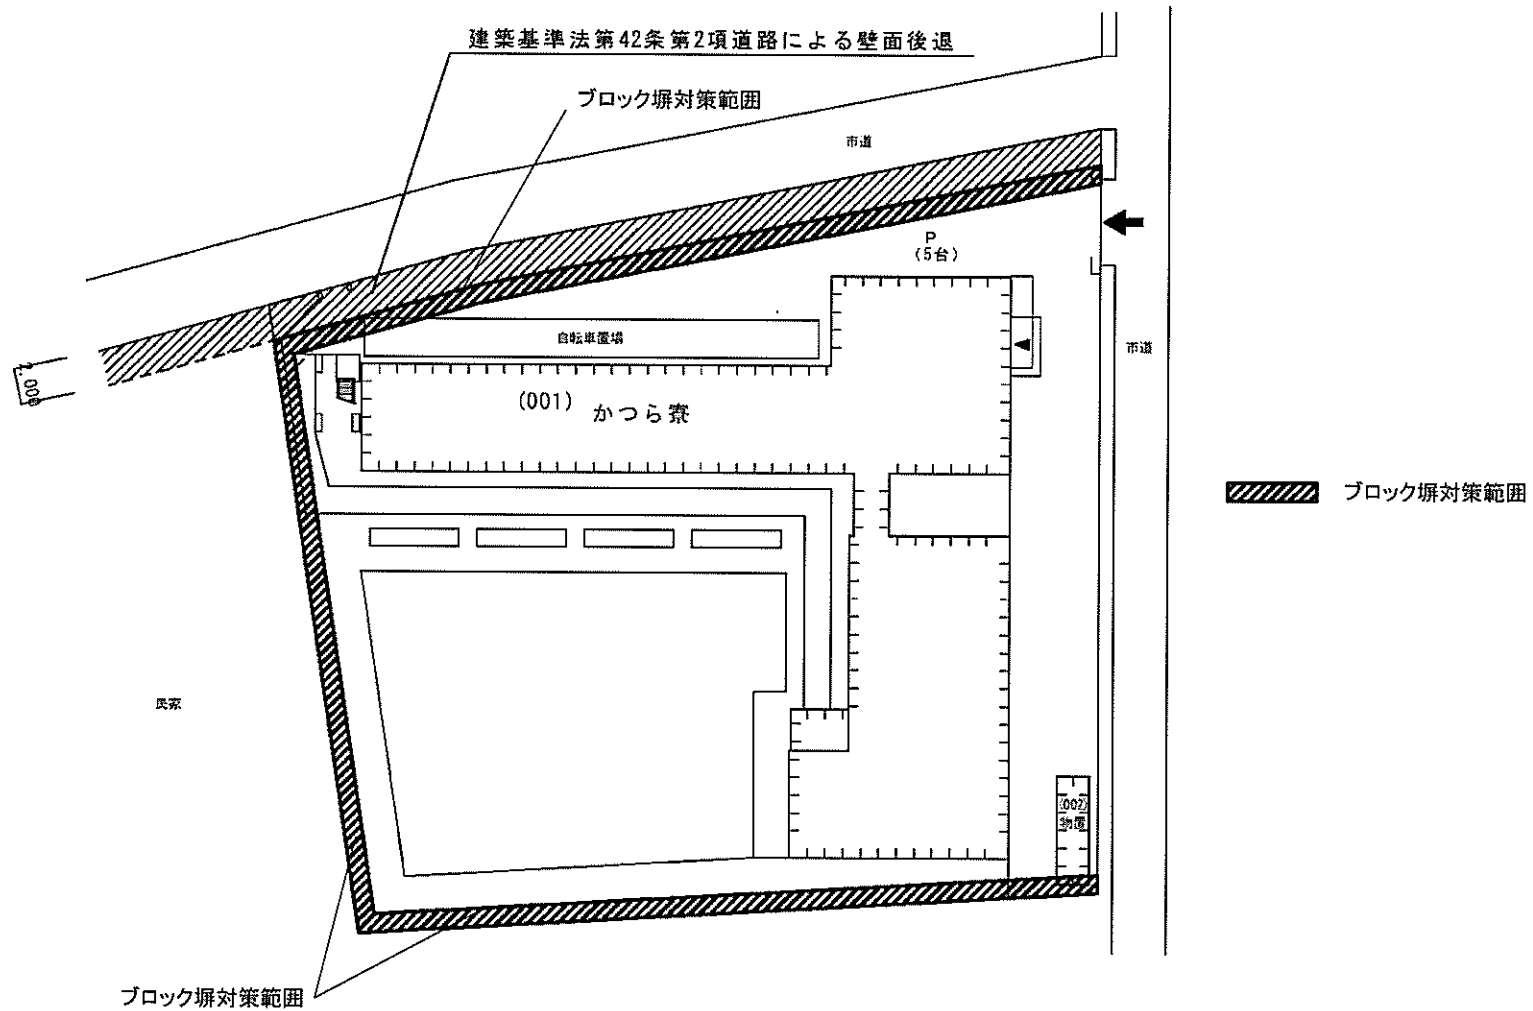 建築基準法第42条第2項道路による壁面後退
ブロック塀対策範囲
市道
P
(5台)
自転車置場
市道
2.000
(001) かつら寮
ブロック塀対策範囲
民家
(002)
物置
ブロック塀対策範囲